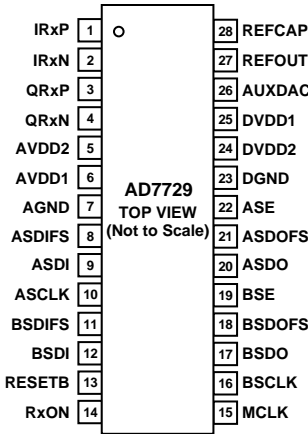 IRxP 1 28 REFCAP
IRxN 2 27 REFOUT
QRxP 3 26 AUXDAC
QRxN 4 25 DVDD1
AVDD2 5 24 DVDD2
AVDD1 6 23 DGND
AGND 7 22 ASE
ASDIFS 8 21 ASDOFS
ASDI 9 20 ASDO
ASCLK 10 19 BSE
BSDIFS 11 18 BSDOFS
BSDI 12 17 BSDO
RESETB 13 16 BSCLK
RxON 14 15 MCLK
AD7729
TOP VIEW
(Not to Scale)